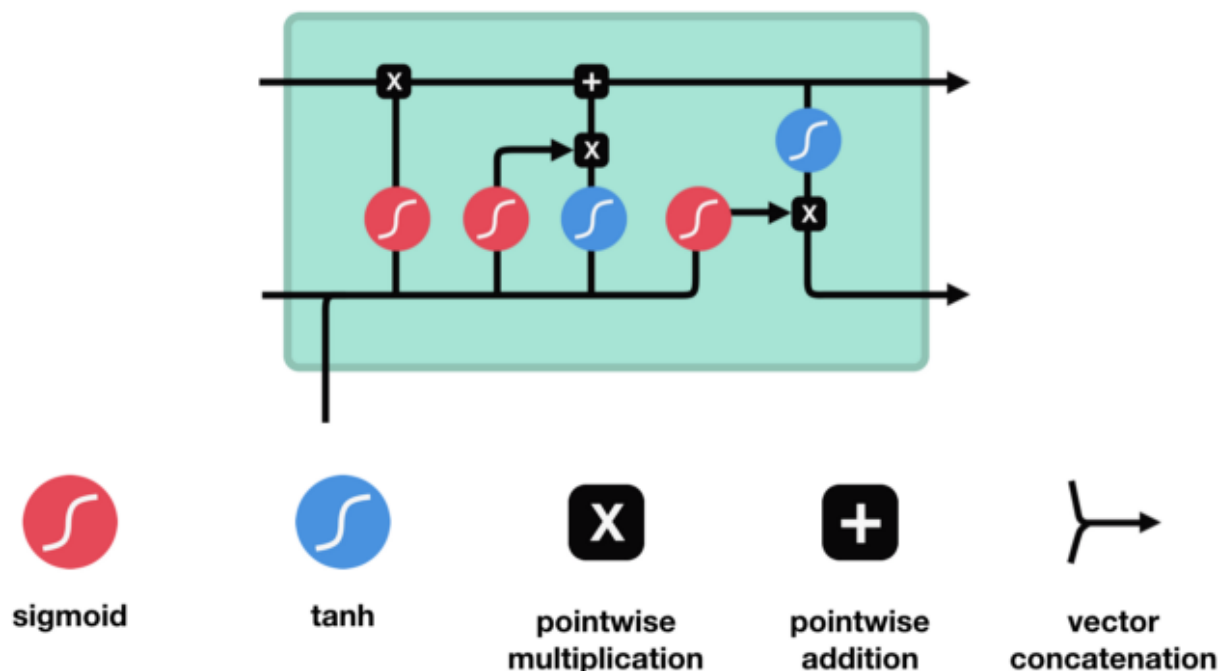 X
+
X
X
X
+
sigmoid
tanh
pointwise
multiplication
pointwise
addition
vector
concatenation